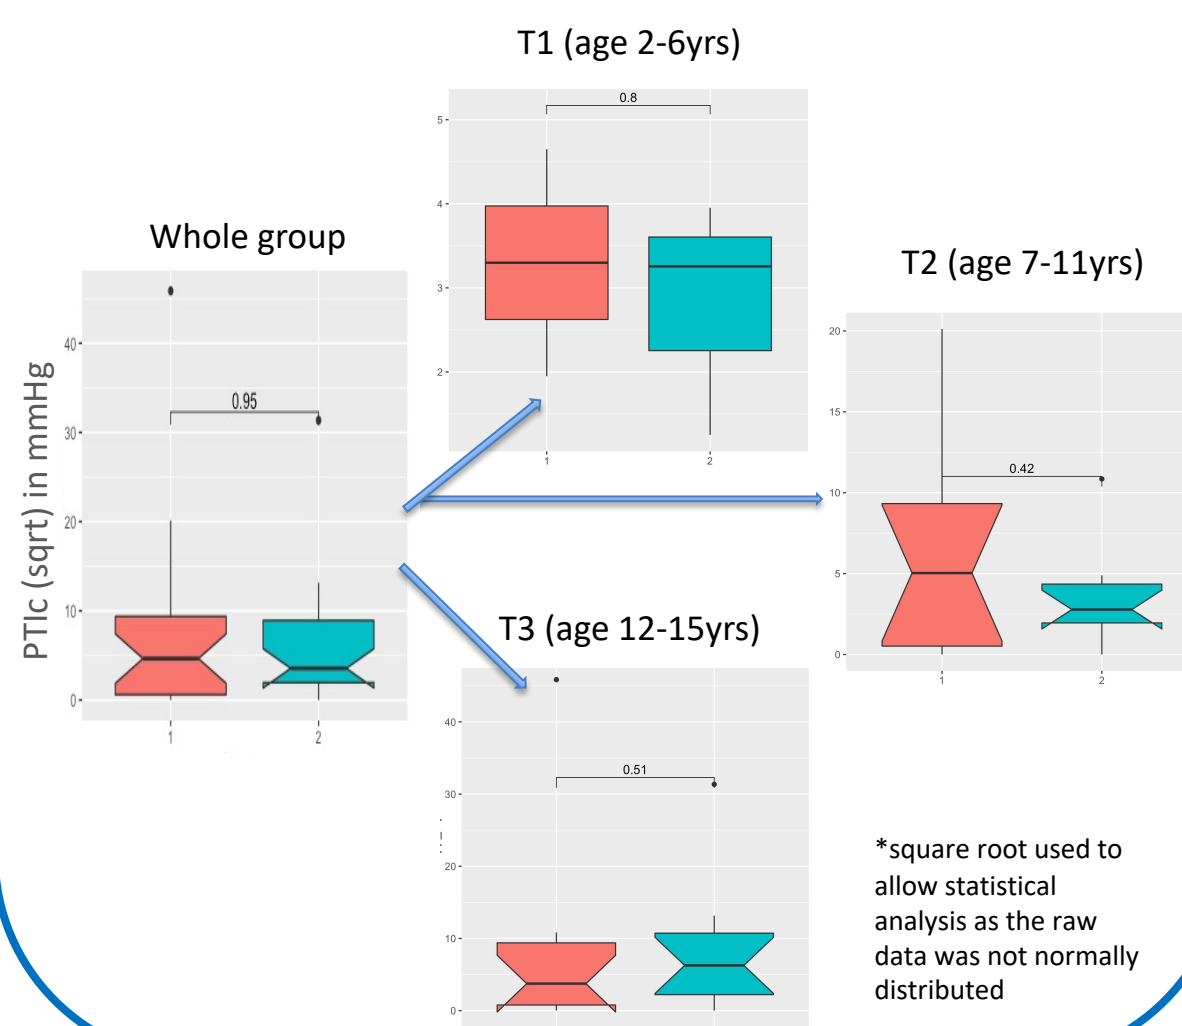 T1 (age 2-6yrs)
0.8
5
4
3
2
1
2
Whole group
PTIc (sqrt) in mmHg
0.95
40
30
20
10
0
1
2
T2 (age 7-11yrs)
0.42
20
15
10
5
0
1
2
T3 (age 12-15yrs)
0.51
40
30
20
10
0
*square root used to
allow statistical
analysis as the raw
data was not normally
distributed